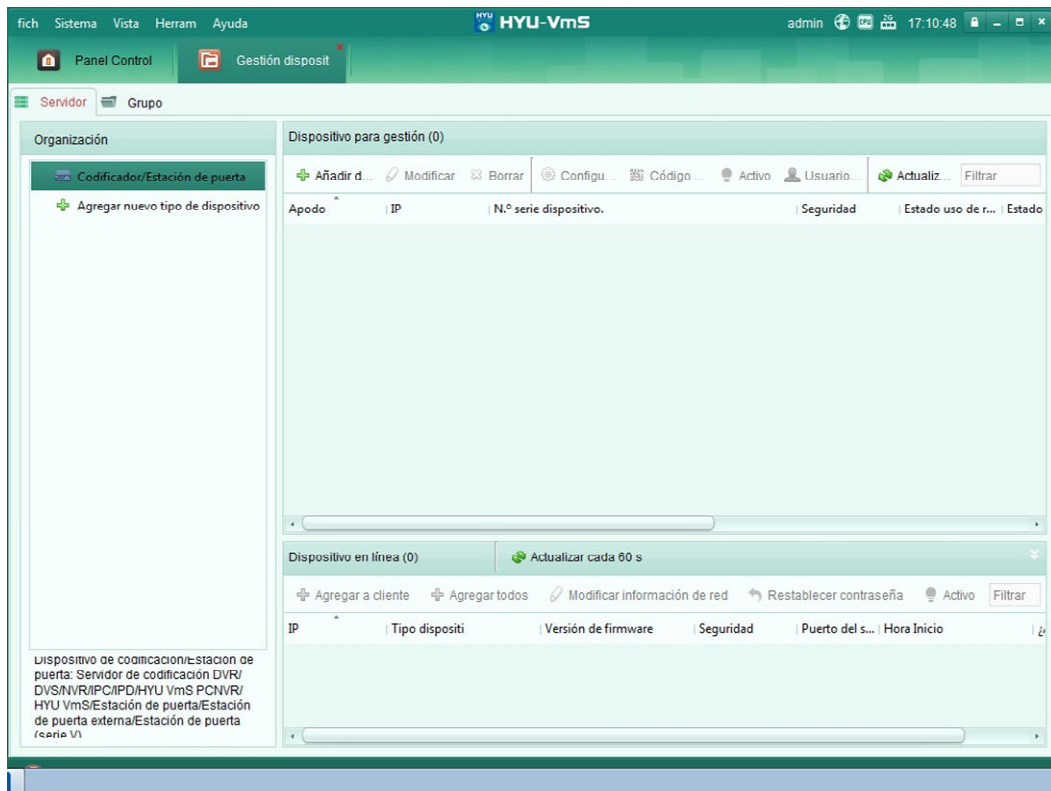 fich Sistema Vista Herram Ayuda HYU-VmS admin 17:10:48
Panel Control Gestión disposit
Servidor Grupo
Organización
Codificador/Estación de puerta
Agregar nuevo tipo de dispositivo
Dispositivo de codificación/Estación de
puerta: Servidor de codificación DVR/
DVS/NVR/IPC/IPD/HYU VmS PCNVR/
HYU VmS/Estación de puerta/Estación
de puerta externa/Estación de puerta
(serie V)
Dispositivo para gestión (0)
Añadir d... Modificar Borrar Configu... Código ... Activo Usuario... Actualiz... Filtrar
Apodo IP N.º serie dispositivo. Seguridad Estado uso de r... Estado
Dispositivo en línea (0) Actualizar cada 60 s
Agregar a cliente Agregar todos Modificar información de red Restablecer contraseña Activo Filtrar
IP Tipo dispositi Versión de firmware Seguridad Puerto del s... Hora Inicio